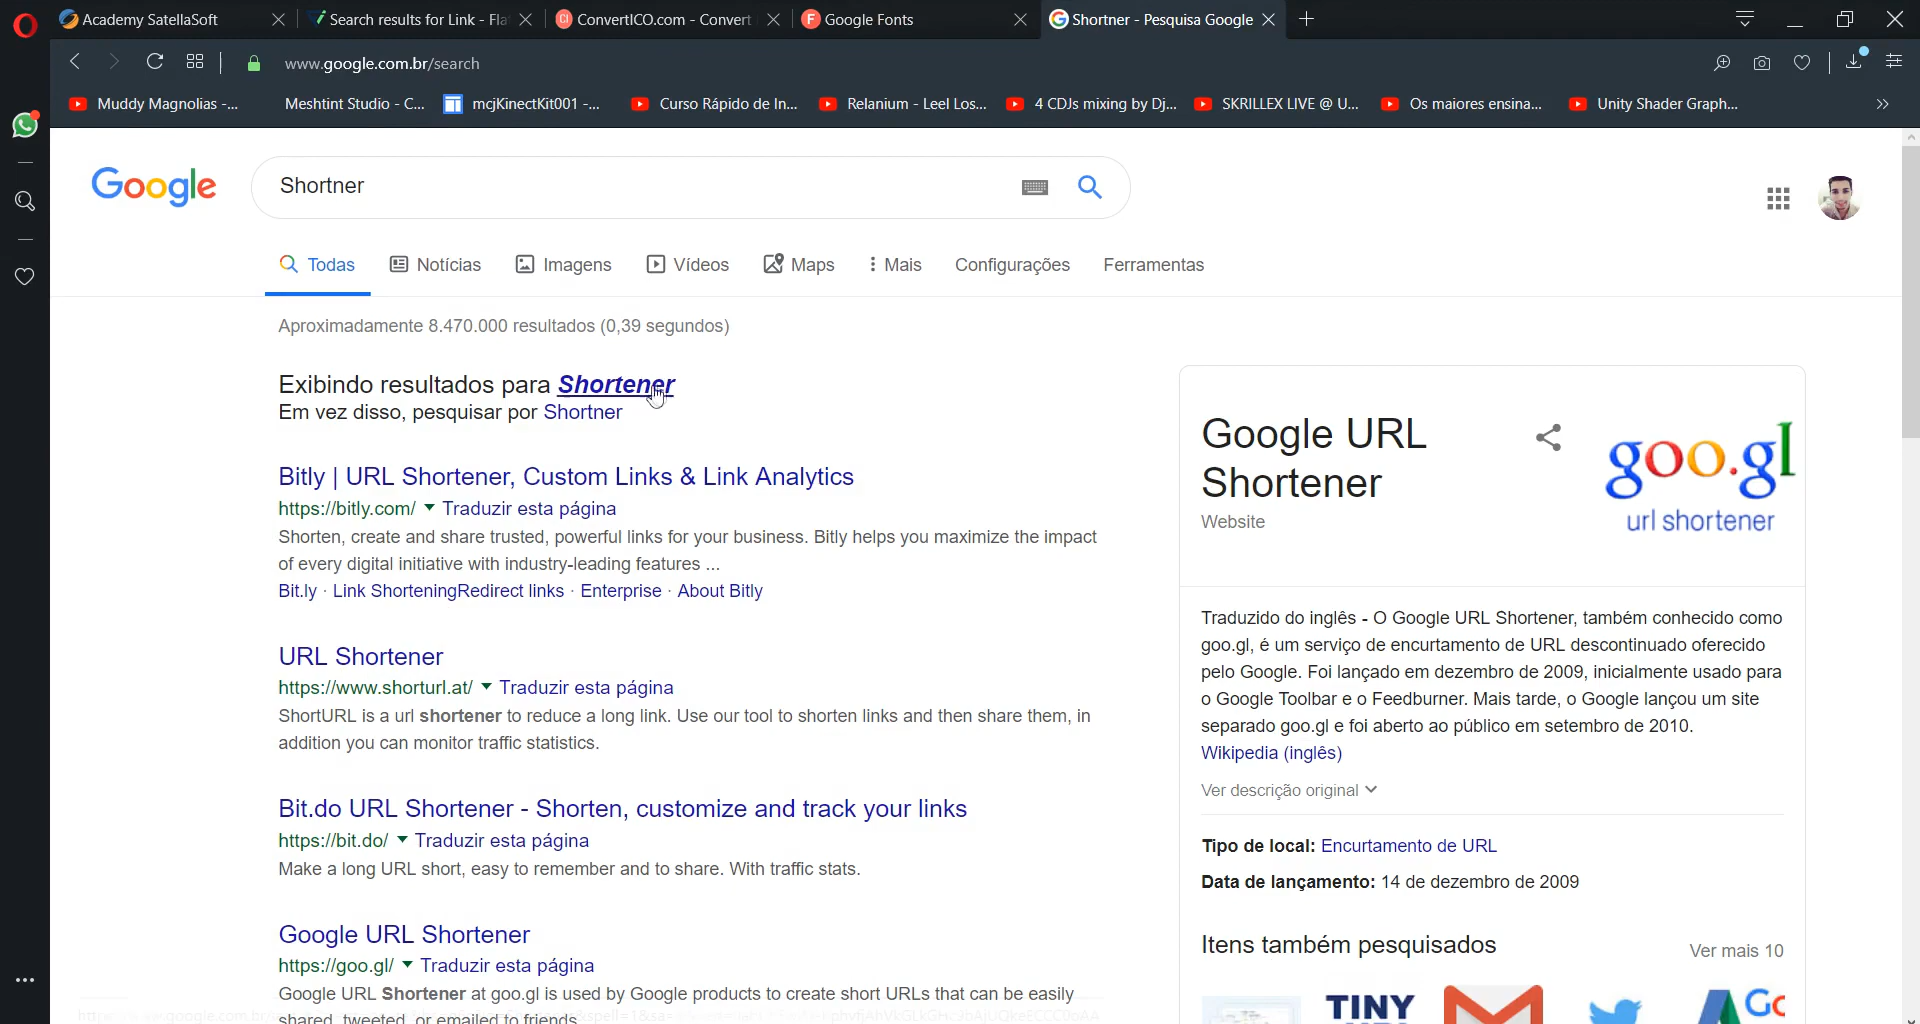 Academy SatellaSoft
Search results for Link - Fla
ConvertICO.com - Convert
Google Fonts
Shortner - Pesquisa Google
www.google.com.br/search
Muddy Magnolias -...
Meshtint Studio - C...
mcjKinectKit001 -...
Curso Rápido de In...
Relanium - Leel Los...
4 CDJs mixing by Dj...
SKRILLEX LIVE @ U...
Os maiores ensina...
Unity Shader Graph...
Google
Shortner
Todas
Notícias
Imagens
Vídeos
Maps
Mais
Configurações
Ferramentas
Aproximadamente 8.470.000 resultados (0,39 segundos)
Exibindo resultados para Shortener
Em vez disso, pesquisar por Shortner
Bitly | URL Shortener, Custom Links & Link Analytics
https://bitly.com/ Traduzir esta página
Shorten, create and share trusted, powerful links for your business. Bitly helps you maximize the impact
of every digital initiative with industry-leading features ...
Bit.ly · Link ShorteningRedirect links · Enterprise · About Bitly
URL Shortener
https://www.shorturl.at/ Traduzir esta página
ShortURL is a url shortener to reduce a long link. Use our tool to shorten links and then share them, in
addition you can monitor traffic statistics.
Bit.do URL Shortener - Shorten, customize and track your links
https://bit.do/ Traduzir esta página
Make a long URL short, easy to remember and to share. With traffic stats.
Google URL Shortener
https://goo.gl/ Traduzir esta página
Google URL Shortener at goo.gl is used by Google products to create short URLs that can be easily
shared, tweeted, or emailed to friends.
Google URL
Shortener
Website
goo.gl
url shortener
Traduzido do inglês - O Google URL Shortener, também conhecido como
goo.gl, é um serviço de encurtamento de URL descontinuado oferecido
pelo Google. Foi lançado em dezembro de 2009, inicialmente usado para
o Google Toolbar e o Feedburner. Mais tarde, o Google lançou um site
separado goo.gl e foi aberto ao público em setembro de 2010.
Wikipedia (inglês)
Ver descrição original
Tipo de local: Encurtamento de URL
Data de lançamento: 14 de dezembro de 2009
Itens também pesquisados
Ver mais 10
TINY